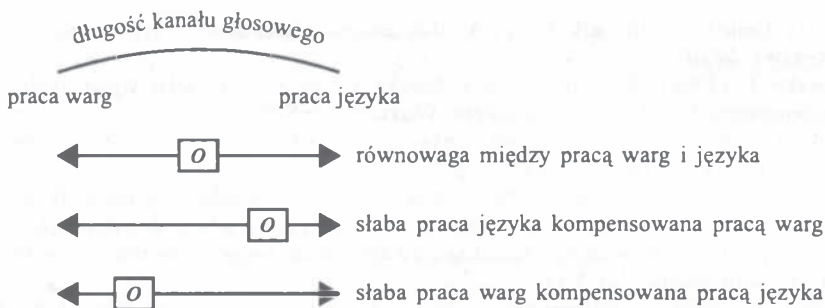 długość kanału głosowego
praca warg praca języka
O równowaga między pracą warg i języka
O słaba praca języka kompensowana pracą warg
O słaba praca warg kompensowana pracą języka